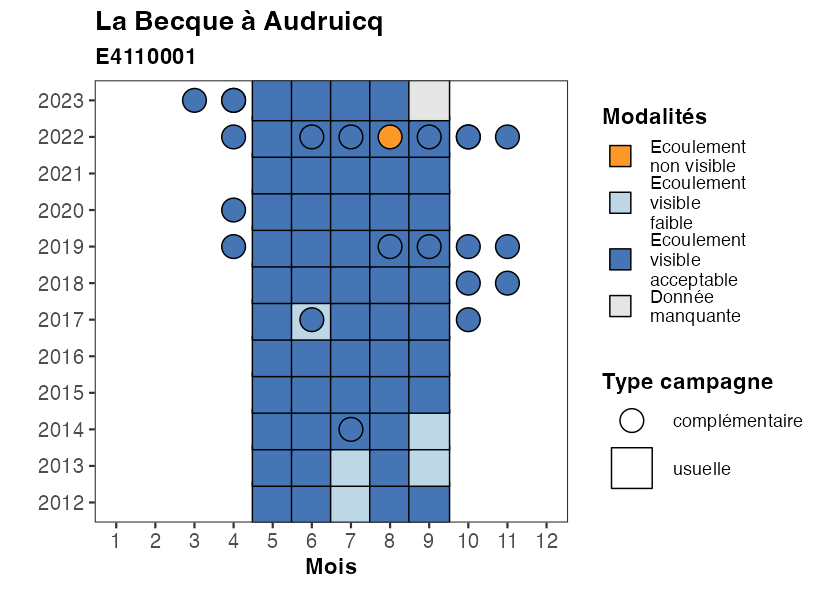 La Becque à Audruicq
E4110001
2023
2022
2021
2020
2019
2018
2017
2016
2015
2014
2013
2012
1 2 3 4 5 6 7 8 9 10 11 12
Mois
Modalités
Ecoulement
non visible
Ecoulement
visible
faible
Ecoulement
visible
acceptable
Donnée
manquante
Type campagne
complémentaire
usuelle